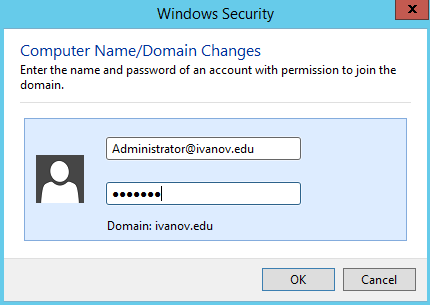 Windows Security
x
Computer Name/Domain Changes
Enter the name and password of an account with permission to join the
domain.
Administrator@ivanov.edu
•••••••
Domain: ivanov.edu
OK
Cancel